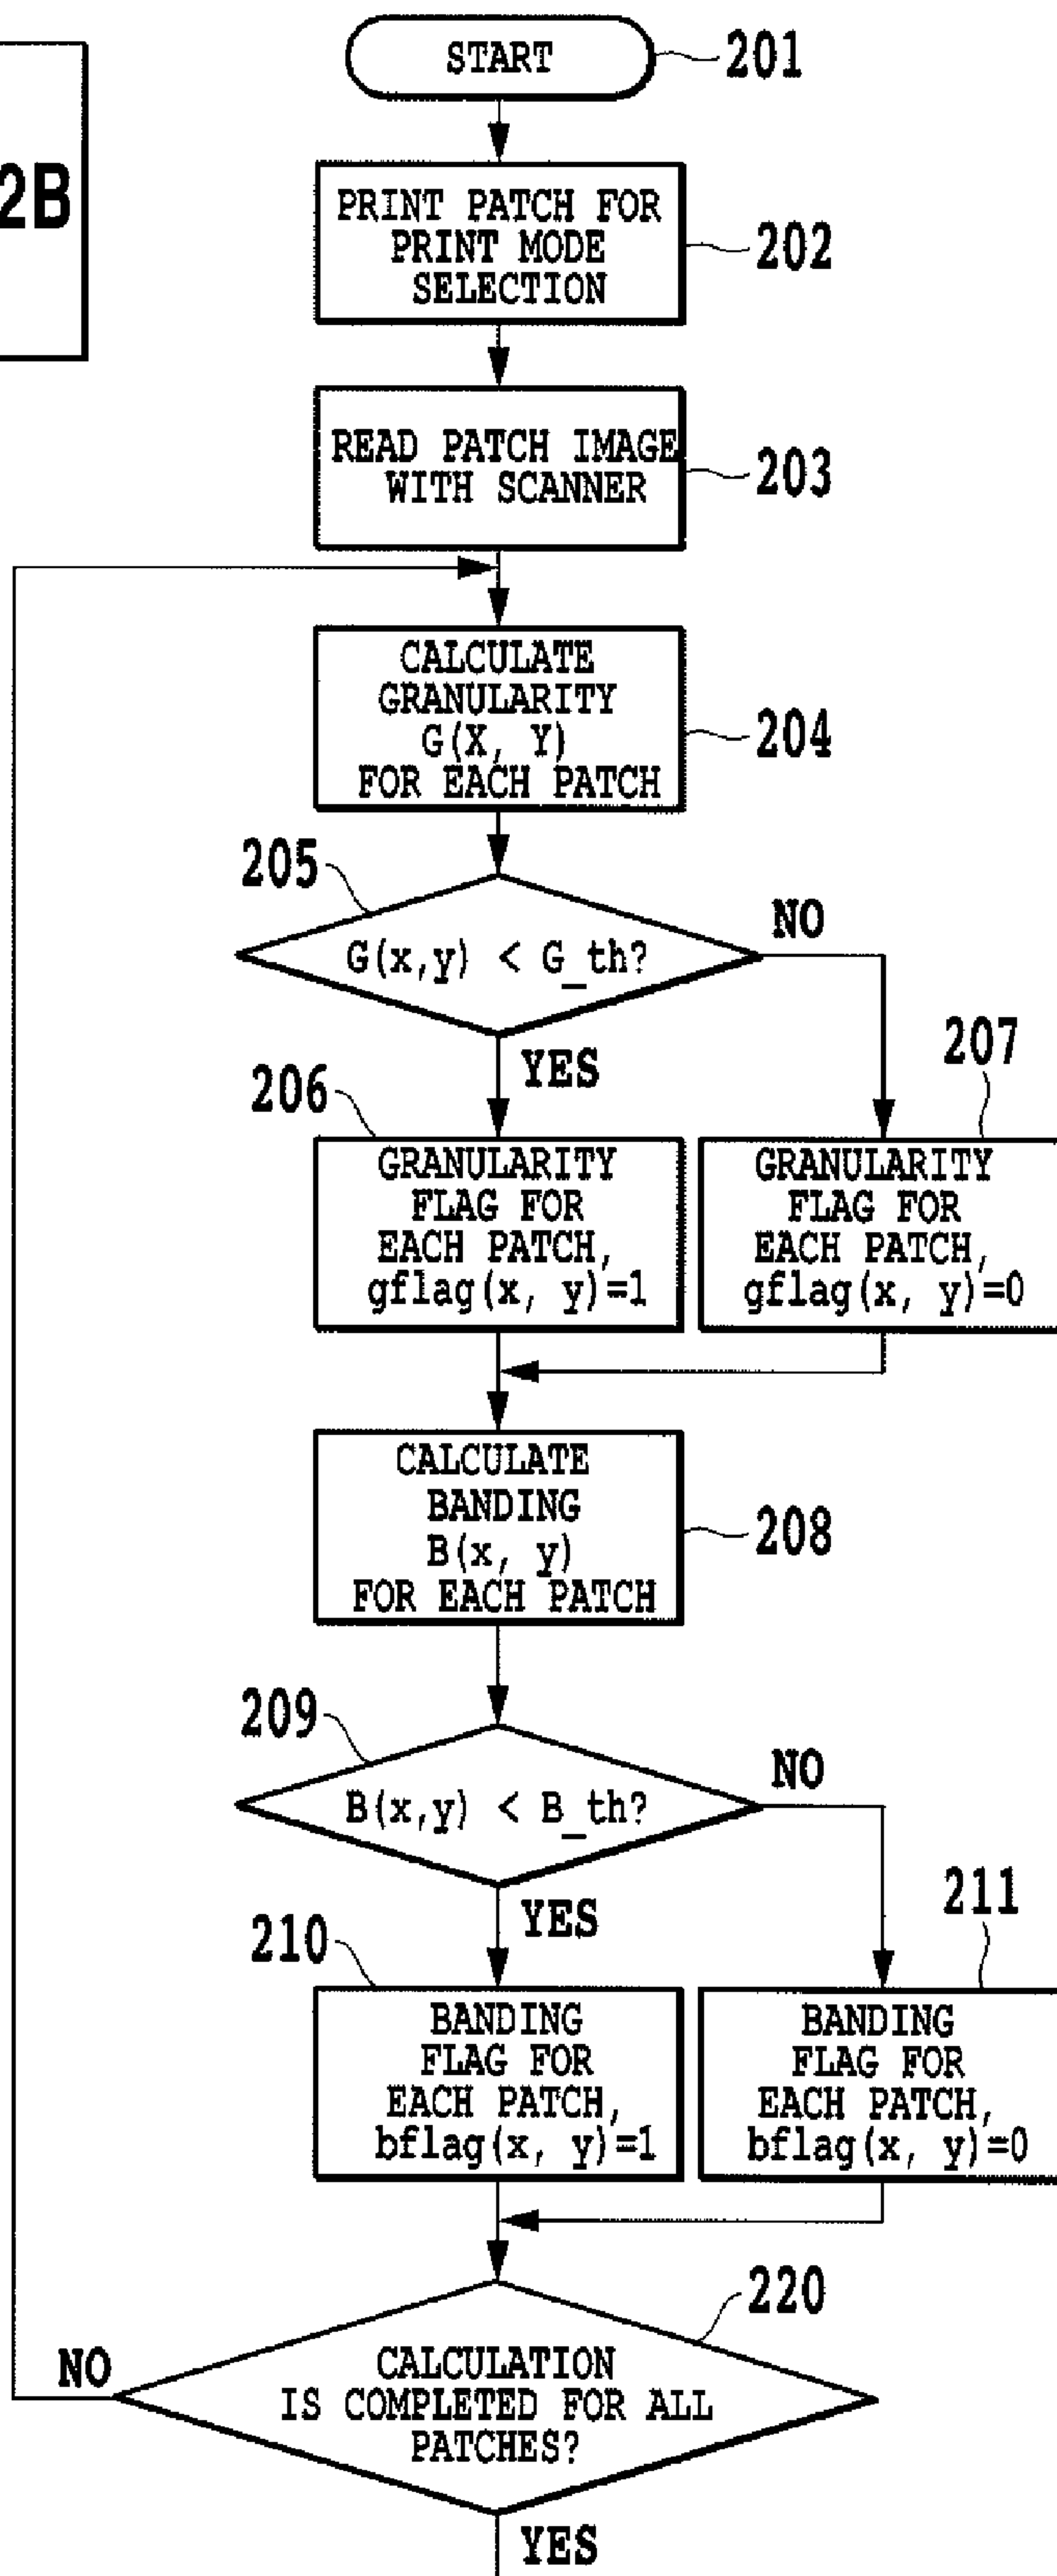 START
201
2B
PRINT PATCH FOR
PRINT MODE
SELECTION
202
READ PATCH IMAGE
WITH SCANNER
203
CALCULATE
GRANULARITY
G(X, Y)
FOR EACH PATCH
204
205
G(x,y) < G_th?
NO
YES
206
207
GRANULARITY
FLAG FOR
EACH PATCH,
gflag(x, y)=1
GRANULARITY
FLAG FOR
EACH PATCH,
gflag(x, y)=0
CALCULATE
BANDING
B(x, y)
FOR EACH PATCH
208
209
B(x,y) < B_th?
NO
YES
210
211
BANDING
FLAG FOR
EACH PATCH,
bflag(x, y)=1
BANDING
FLAG FOR
EACH PATCH,
bflag(x, y)=0
220
NO
CALCULATION
IS COMPLETED FOR ALL
PATCHES?
YES